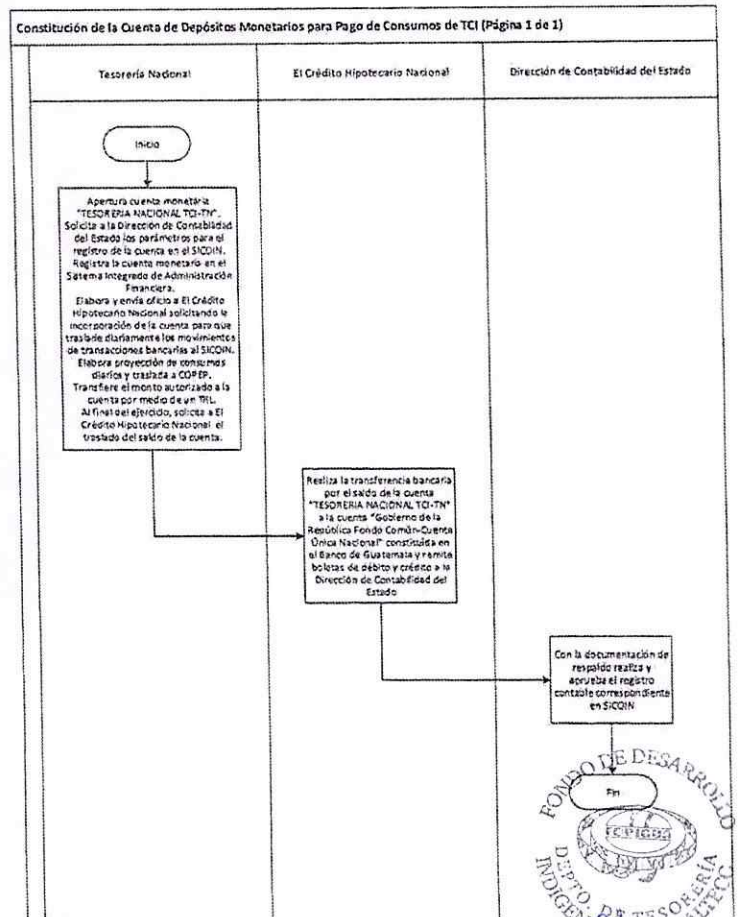 Constitución de la Cuenta de Depósitos Monetarios para Pago de Consumos de TCI (Página 1 de 1)
Tesorería Nacional
El Crédito Hipotecario Nacional
Dirección de Contabilidad del Estado
Inicio
Apertura cuenta monetaria
"TESORERIA NACIONAL TCI-TN".
Solicita a la Dirección de Contabilidad
del Estado los parámetros para el
registro de la cuenta en el SICOIN.
Registra la cuenta monetario en el
Sistema Integrado de Administración
Financiera.
Elabora y envía oficio a El Crédito
Hipotecario Nacional solicitando la
incorporación de la cuenta para que
traslade diariamente los movimientos
de transacciones bancarias al SICOIN.
Elabora proyección de consumos
diarios y traslada a COPEP.
Transfiere el monto autorizado a la
cuenta por medio de un
Al final del ejercicio, solicita a El
Crédito Hipotecario Nacional el
traslado del saldo de la cuenta.
Realiza la transferencia bancaria
por el saldo de la cuenta
"TESORERIA NACIONAL TCI-TN"
a la cuenta "Gobierno de la
República Fondo Común-Cuenta
Única Nacional" constituida en
el Banco de Guatemala y remite
boletas de débito y crédito a la
Dirección de Contabilidad del
Estado
Con la documentación de
respaldo realiza y
aprueba el registro
contable correspondiente
en SICOIN
Fin
FONDO DE DESARROLLO
DEPTO. DE TESORERÍA